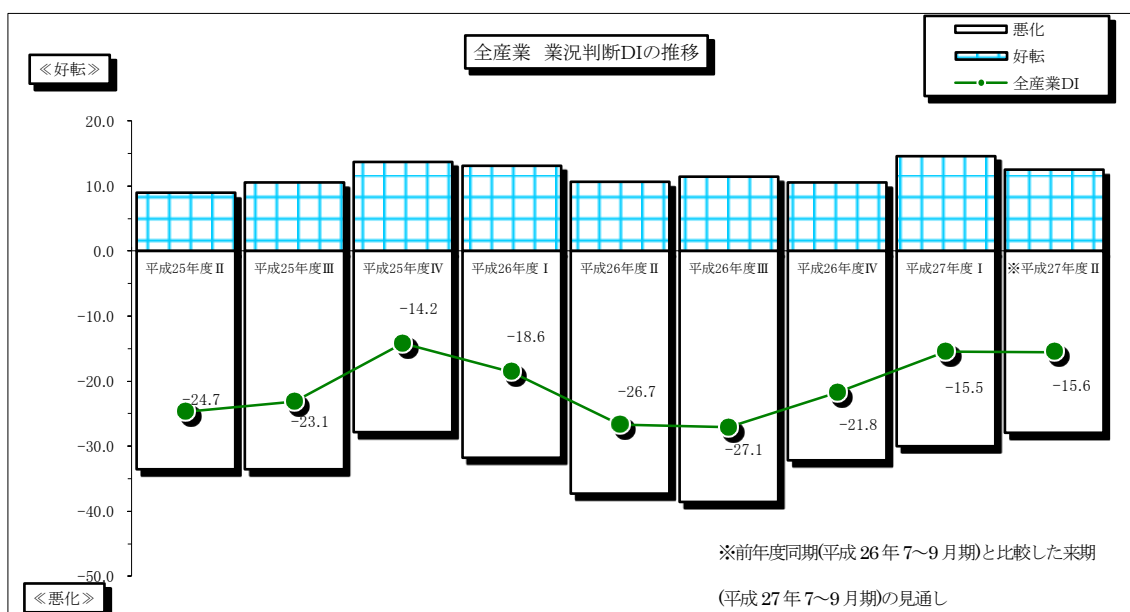 全産業 業況判断DIの推移
悪化
好転
全産業DI
≪好転≫
20.0
10.0
0.0
-10.0
-20.0
-30.0
-40.0
-50.0
平成25年度Ⅱ
平成25年度Ⅲ
平成25年度Ⅳ
平成26年度Ⅰ
平成26年度Ⅱ
平成26年度Ⅲ
平成26年度Ⅳ
平成27年度Ⅰ
※平成27年度Ⅱ
-24.7
-23.1
-14.2
-18.6
-26.7
-27.1
-21.8
-15.5
-15.6
※前年度同期(平成26年7～9月期)と比較した来期
(平成27年7～9月期)の見通し
≪悪化≫